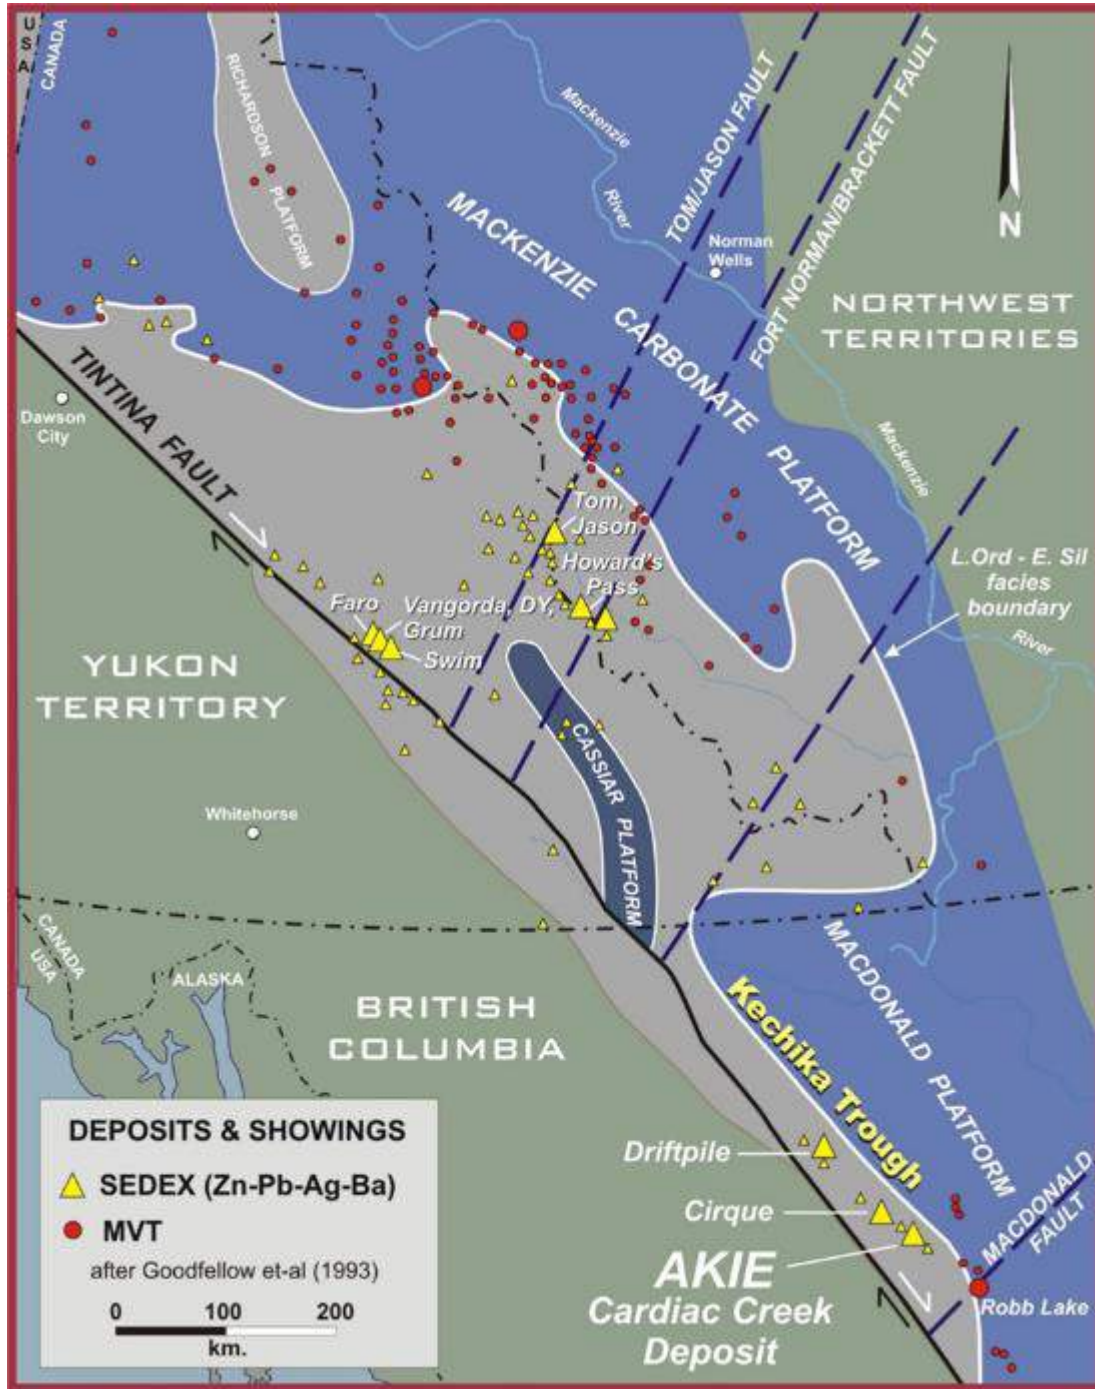 USA
CANADA
RICHARDSON
PLATFORM
Mackenzie
River
TOM/JASON FAULT
FORT NORMAN/BRACKETT FAULT
N
MACKENZIE CARBONATE PLATFORM
Norman
Wells
NORTHWEST
TERRITORIES
TINTINA FAULT
Dawson
City
Mackenzie
River
Tom,
Jason
Howard's
Pass
L.Ord - E. Sil
facies
boundary
Faro
Vangorda, DY,
Grum
Swim
YUKON
TERRITORY
CASSIAR PLATFORM
Whitehorse
CANADA
USA
ALASKA
BRITISH
COLUMBIA
MACDONALD PLATFORM
Kechika Trough
Driftpile
Cirque
AKIE
Cardiac Creek
Deposit
MACDONALD
FAULT
Robb Lake
DEPOSITS & SHOWINGS
SEDEX (Zn-Pb-Ag-Ba)
MVT
after Goodfellow et-al (1993)
0 100 200
km.